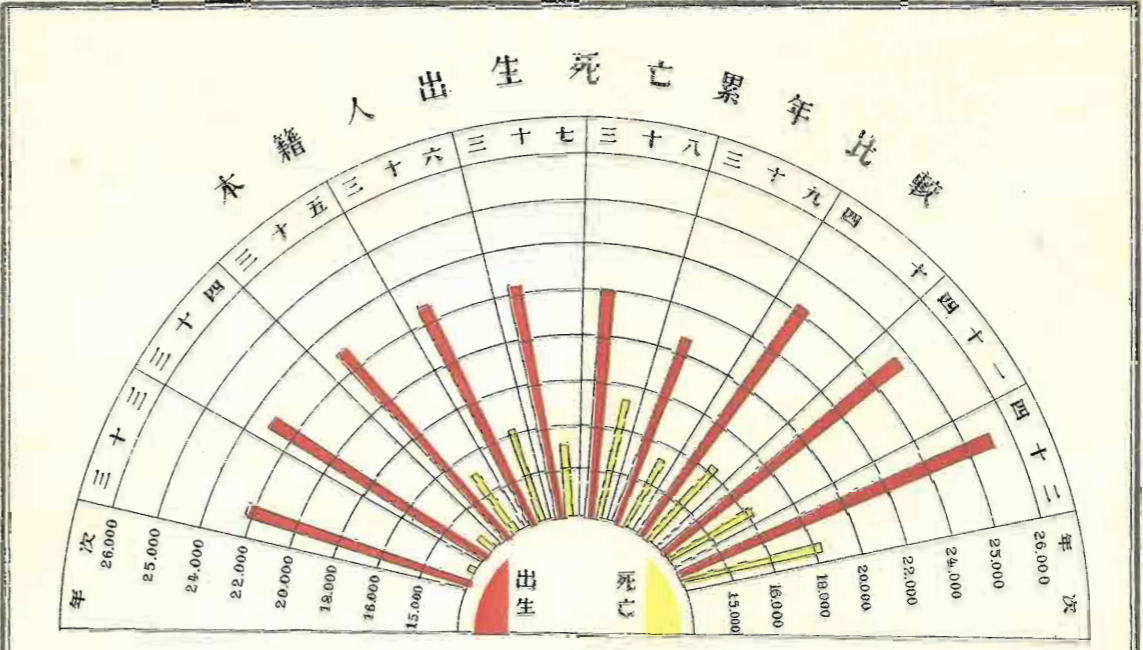 本籍人出生死亡累年比較
三十三
三十四
三十五
三十六
三十七
三十八
三十九
四十
四十一
四十二
年次
26.000
25.000
24.000
22.000
20.000
18.000
16.000
15.000
出生
死亡
15.000
16.000
18.000
20.000
22.000
24.000
25.000
26.000
年次